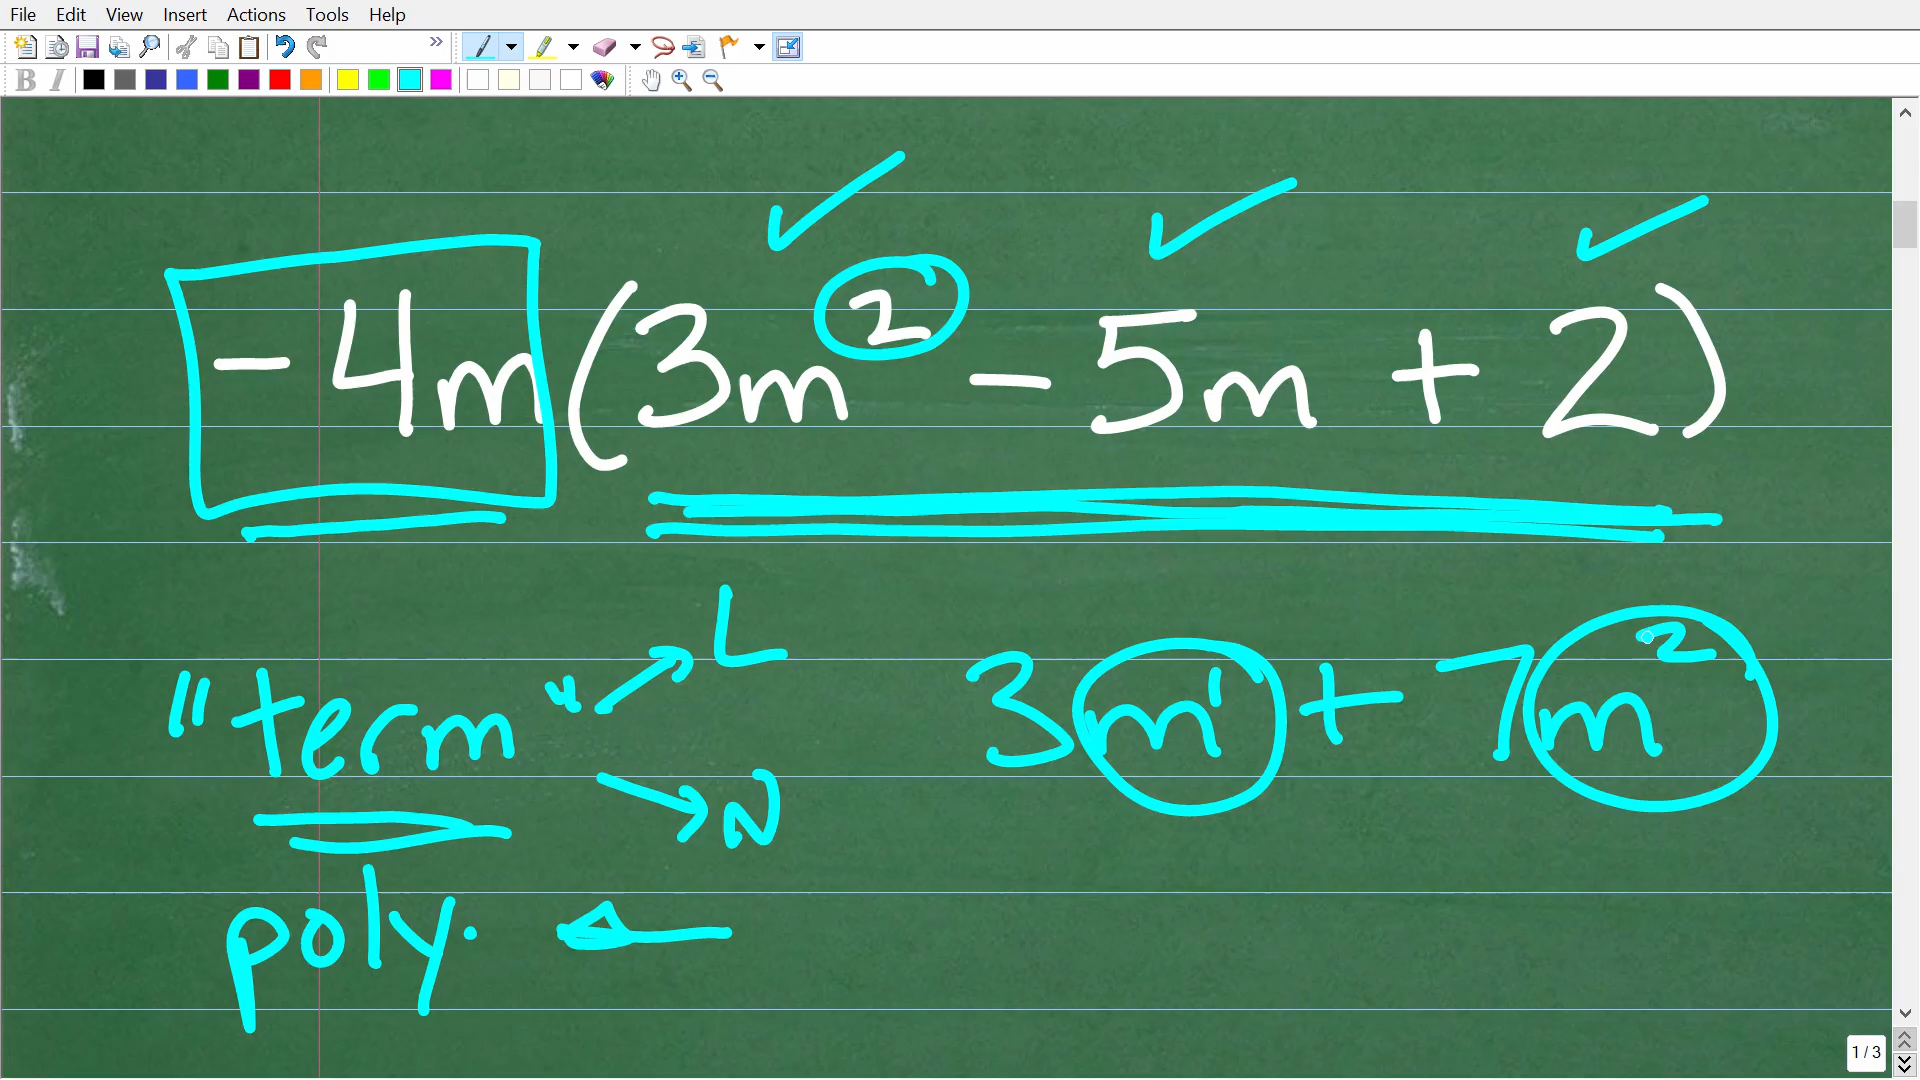 File Edit View Insert Actions Tools Help
B I
-4m(3m² - 5m + 2)
"term" L
N
3m¹ + 7m²
poly.
1 / 3